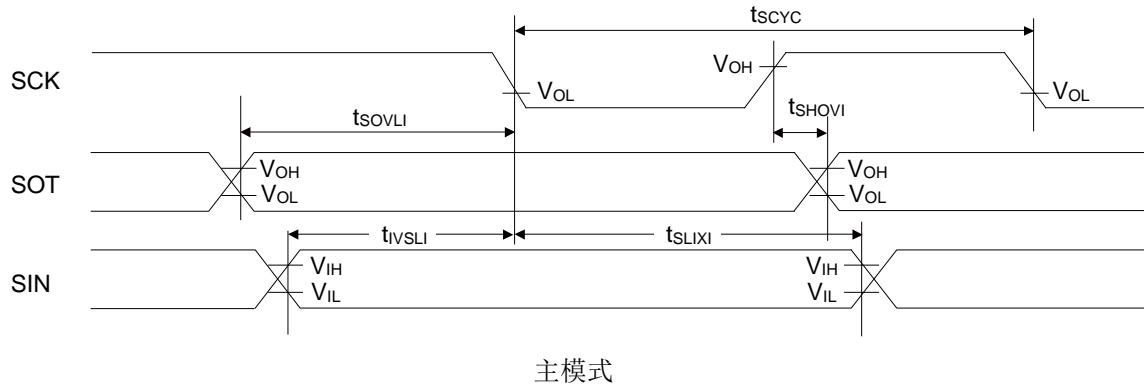 tSCYC
SCK
VOH
VOL
VOL
tSHOVI
tSOVLI
SOT
VOH
VOL
VOH
VOL
tIVSLI
tSLIXI
SIN
VIH
VIL
VIH
VIL
主模式